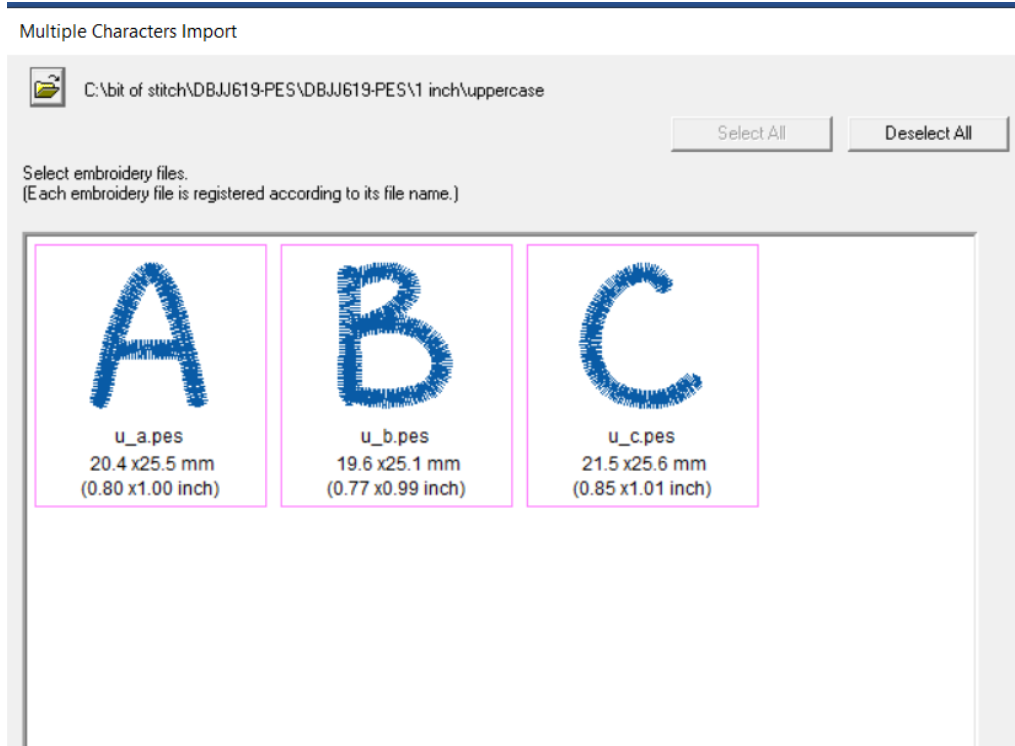 Multiple Characters Import
C:\bit of stitch\DBJJ619-PES\DBJJ619-PES\1 inch\uppercase
Select All
Deselect All
Select embroidery files.
(Each embroidery file is registered according to its file name.)
A
B
C
u_a.pes
u_b.pes
u_c.pes
20.4 x25.5 mm
19.6 x25.1 mm
21.5 x25.6 mm
(0.80 x1.00 inch)
(0.77 x0.99 inch)
(0.85 x1.01 inch)